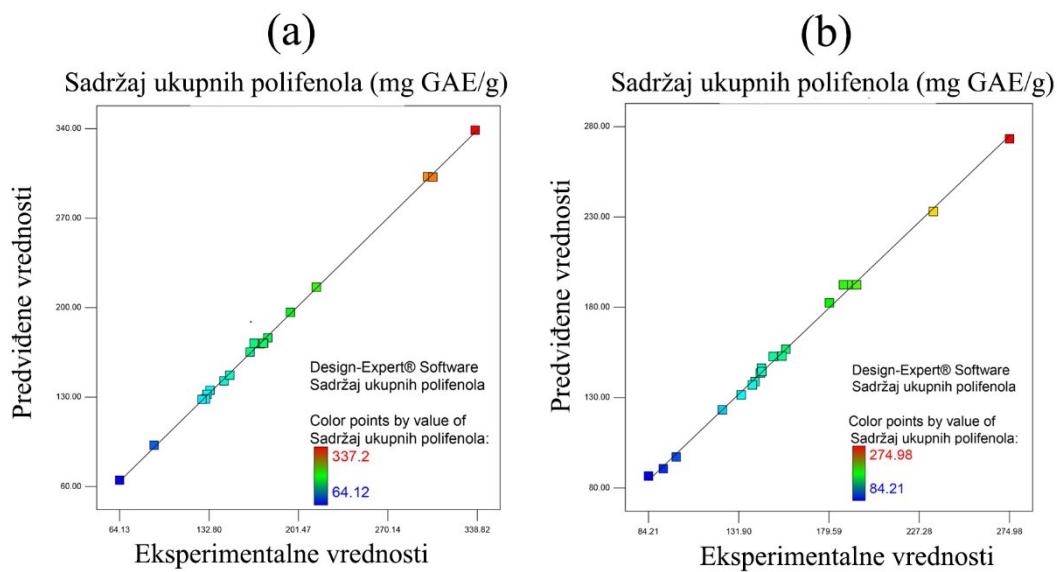 (a)
Sadržaj ukupnih polifenola (mg GAE/g)
340.00
270.00
200.00
130.00
60.00
Predviđene vrednosti
Design-Expert® Software
Sadržaj ukupnih polifenola
Color points by value of
Sadržaj ukupnih polifenola:
337.2
64.12
64.13
132.80
201.47
270.14
338.82
Eksperimentalne vrednosti
(b)
Sadržaj ukupnih polifenola (mg GAE/g)
280.00
230.00
180.00
130.00
80.00
Predviđene vrednosti
Design-Expert® Software
Sadržaj ukupnih polifenola
Color points by value of
Sadržaj ukupnih polifenola:
274.98
84.21
84.21
131.90
179.59
227.28
274.98
Eksperimentalne vrednosti